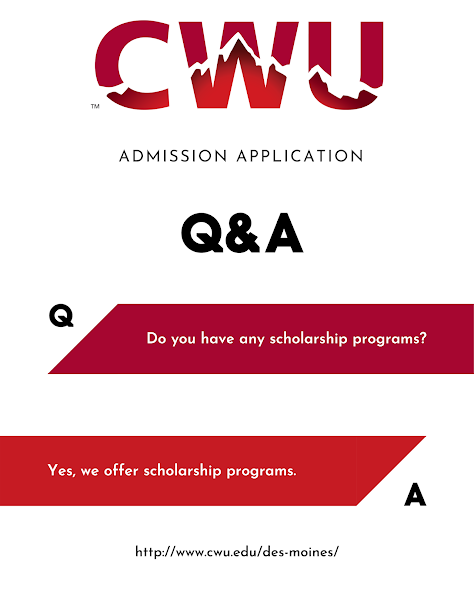 CWU
TM
ADMISSION APPLICATION
Q&A
Q
Do you have any scholarship programs?
Yes, we offer scholarship programs.
A
http://www.cwu.edu/des-moines/